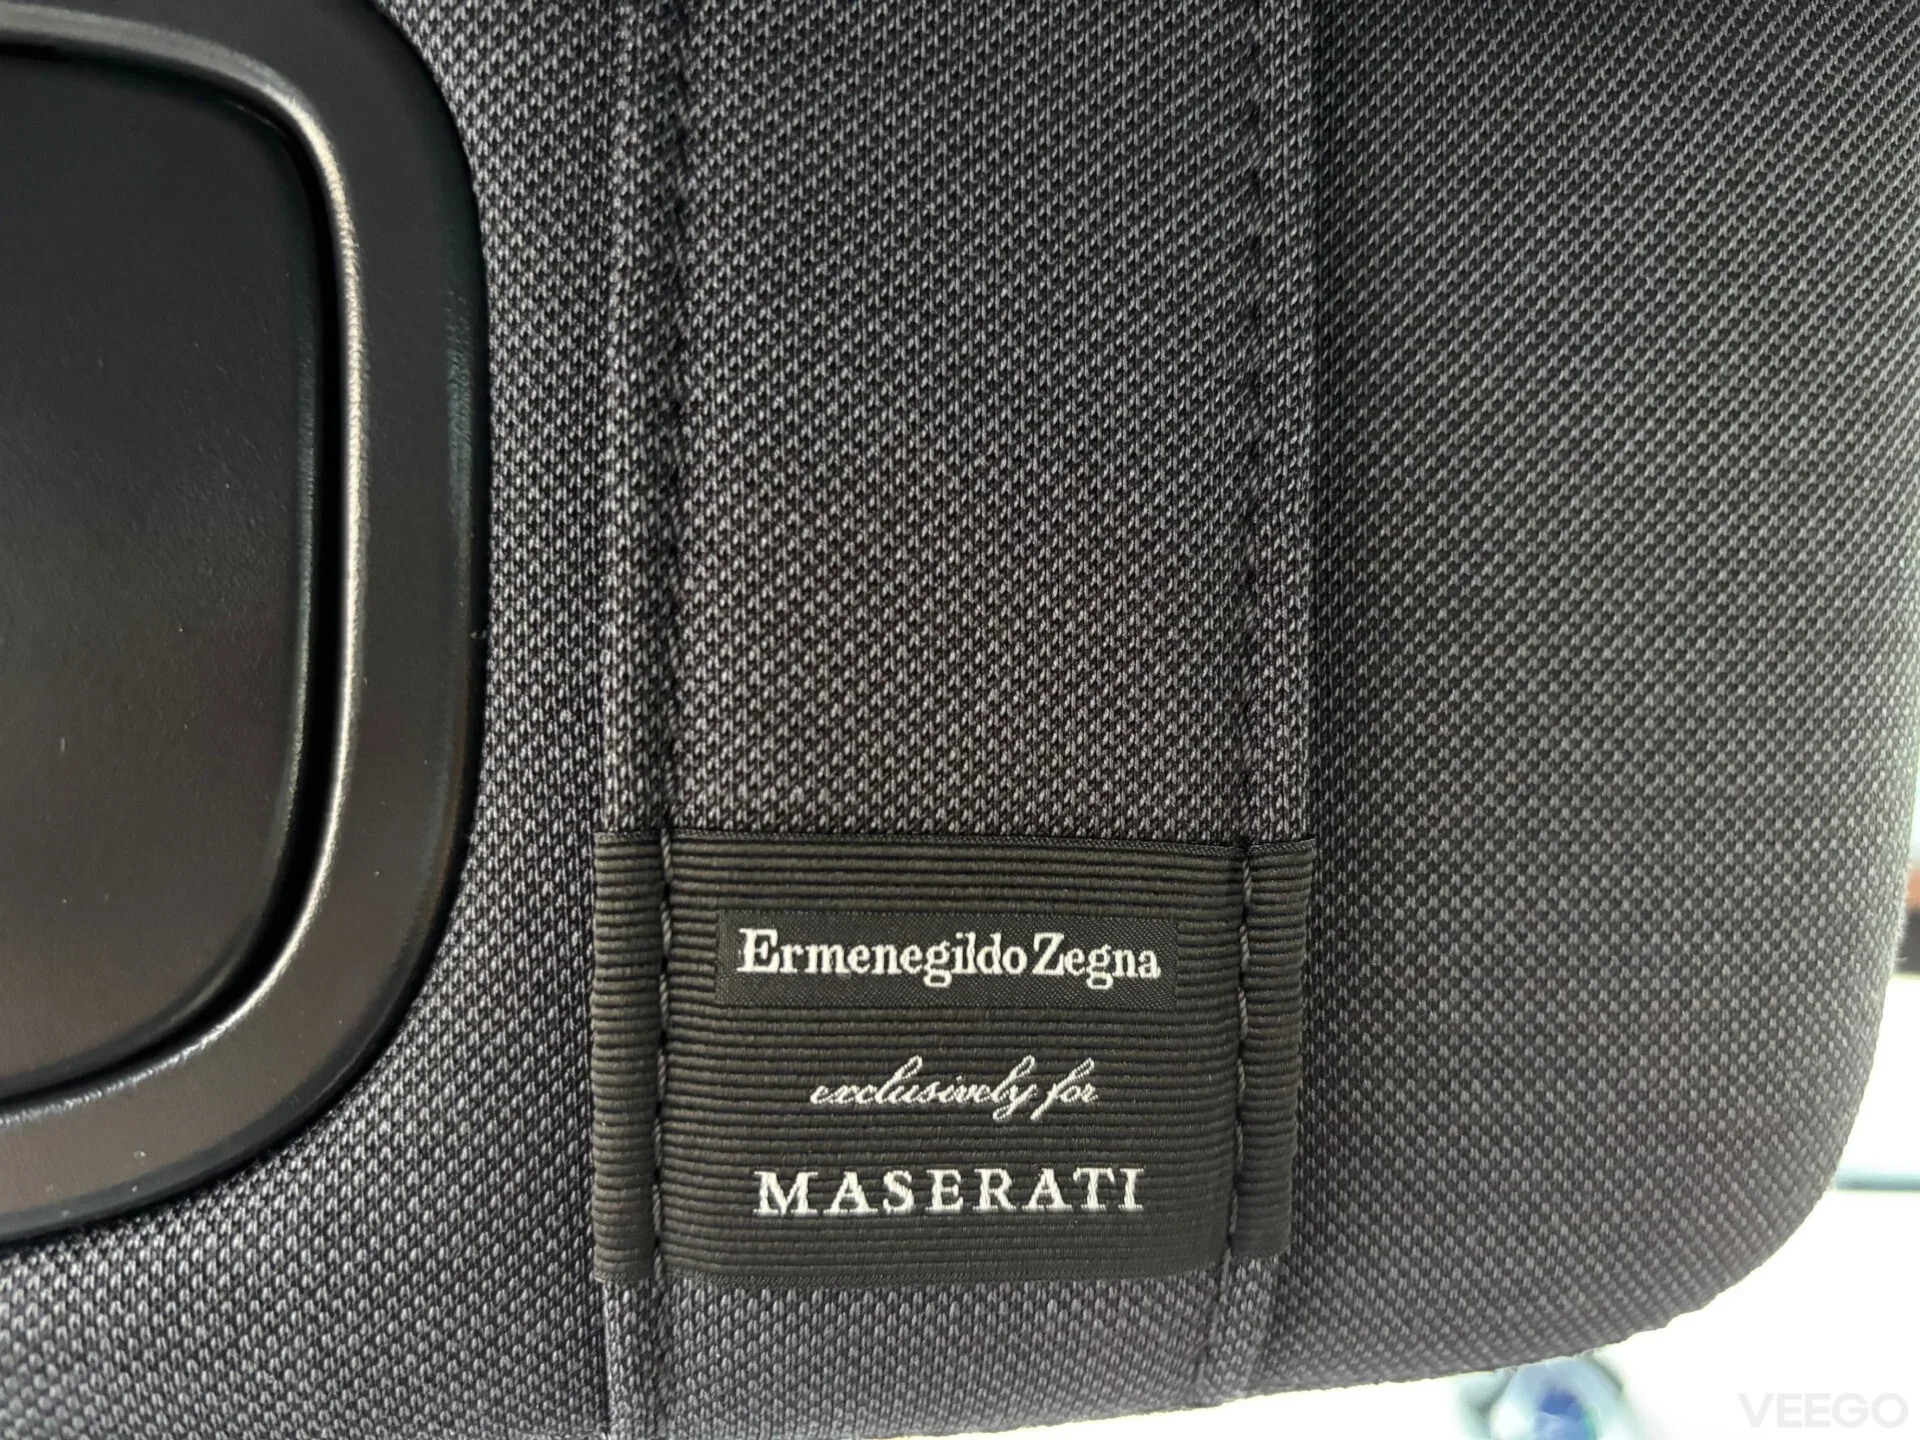 Ermenegildo Zegna
exclusively for
MASERATI
VEEGO